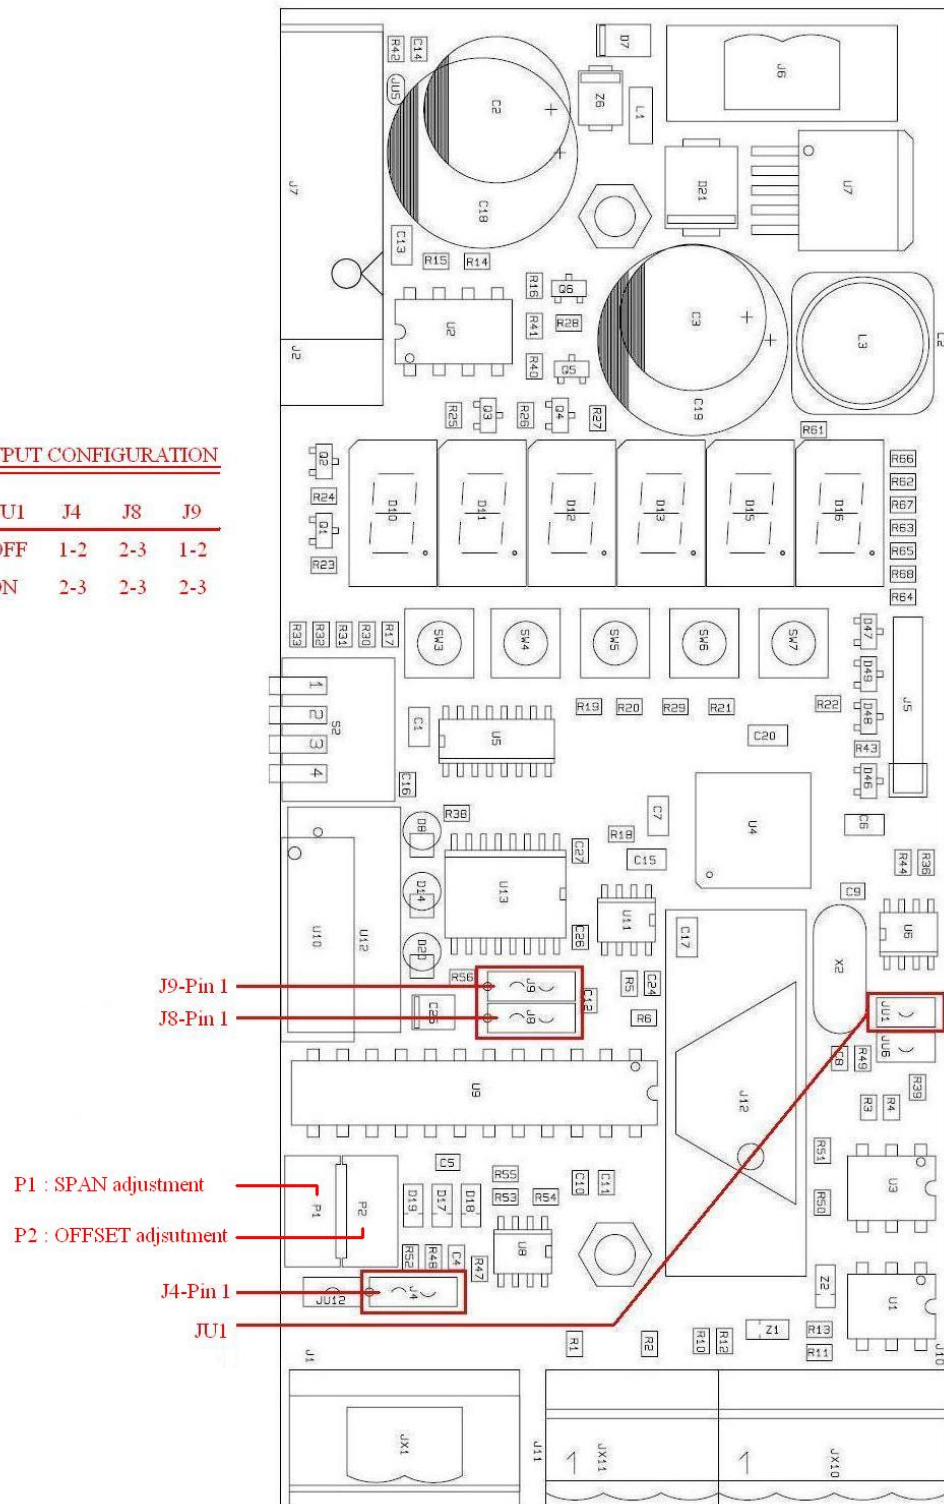 D7
J6
R42
C14
JU5
C2
Z6
L1
J7
C18
D21
U7
C13
R15
R14
R16
Q6
U2
R41
R28
C3
L3
L2
J2
R40
Q5
C19
R25
Q3
R26
Q4
R27
R61
TPUT CONFIGURATION
U1 J4 J8 J9
OFF 1-2 2-3 1-2
ON 2-3 2-3 2-3
Q2
R24
Q1
R23
D10
D11
D12
D13
D15
D16
R66
R62
R67
R63
R65
R68
R64
R33
R32
R31
R30
R17
SW3
SW4
SW5
SW6
SW7
D47
D49
D48
R43
D46
J5
1
2
3
4
S2
C1
U5
R19
R20
R29
R21
R22
C20
C16
D8
R38
C7
U4
C6
R18
C15
C27
R44
R36
D14
U13
U11
C9
U10
U12
D20
C26
C17
X2
U6
R56
R5
C24
J9-Pin 1
J9
C12
J8-Pin 1
J8
C25
R6
JU1
JU6
C8
R49
R39
U9
J12
R3
R4
C5
R51
U3
R55
R53
R54
C10
C11
R50
P1 : SPAN adjustment
P1
P2
D19
D17
D18
P2 : OFFSET adjsutment
U8
R52
R48
C4
R47
J4-Pin 1
JU12
J4
Z2
U1
JU1
R1
R2
R10
R12
Z1
R13
R11
J10
J1
JX1
J11
1
JX11
1
JX10